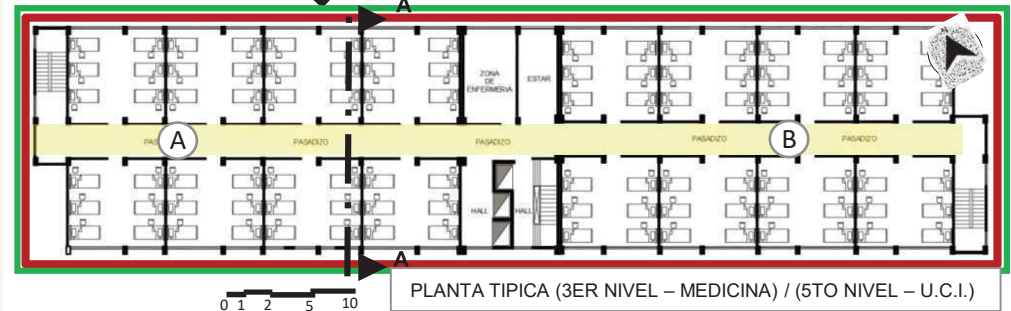 A
ZONA
DE
ENFERMERIA
ESTAR
A
PASADIZO
PASADIZO
PASADIZO
B
PASADIZO
HALL
HALL
A
0 1 2 5 10
PLANTA TIPICA (3ER NIVEL – MEDICINA) / (5TO NIVEL – U.C.I.)